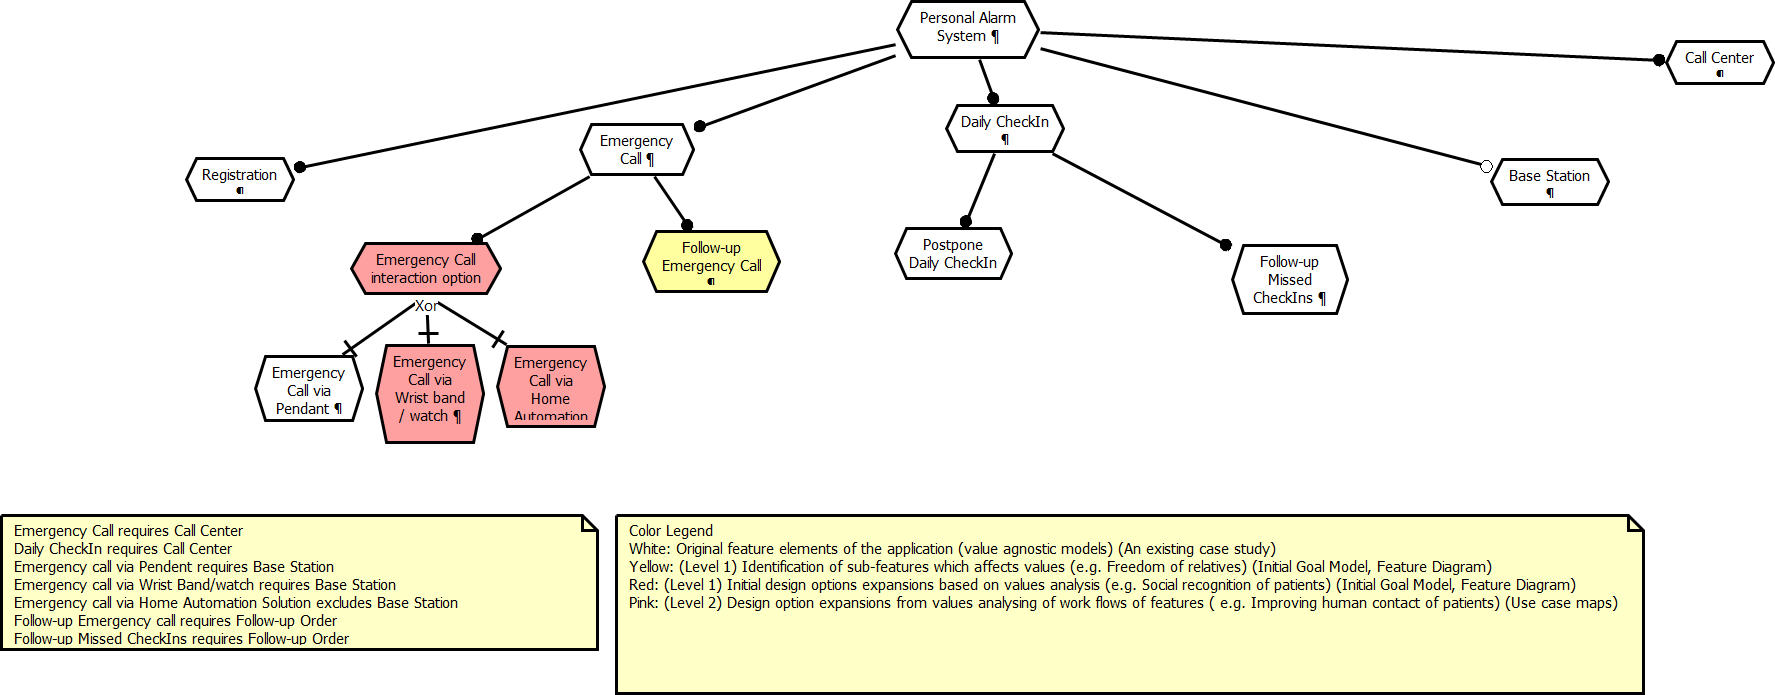 Personal Alarm
System ¶
Call Center
¶
Daily CheckIn
¶
Emergency
Call ¶
Registration
¶
Base Station
¶
Emergency Call
interaction option
Follow-up
Emergency Call
¶
Postpone
Daily CheckIn
Follow-up
Missed
CheckIns ¶
Xor
Emergency
Call via
Pendant ¶
Emergency
Call via
Wrist band
/ watch ¶
Emergency
Call via
Home
Automation
Emergency Call requires Call Center
Daily CheckIn requires Call Center
Emergency call via Pendent requires Base Station
Emergency call via Wrist Band/watch requires Base Station
Emergency call via Home Automation Solution excludes Base Station
Follow-up Emergency call requires Follow-up Order
Follow-up Missed CheckIns requires Follow-up Order
Color Legend
White: Original feature elements of the application (value agnostic models) (An existing case study)
Yellow: (Level 1) Identification of sub-features which affects values (e.g. Freedom of relatives) (Initial Goal Model, Feature Diagram)
Red: (Level 1) Initial design options expansions based on values analysis (e.g. Social recognition of patients) (Initial Goal Model, Feature Diagram)
Pink: (Level 2) Design option expansions from values analysing of work flows of features ( e.g. Improving human contact of patients) (Use case maps)